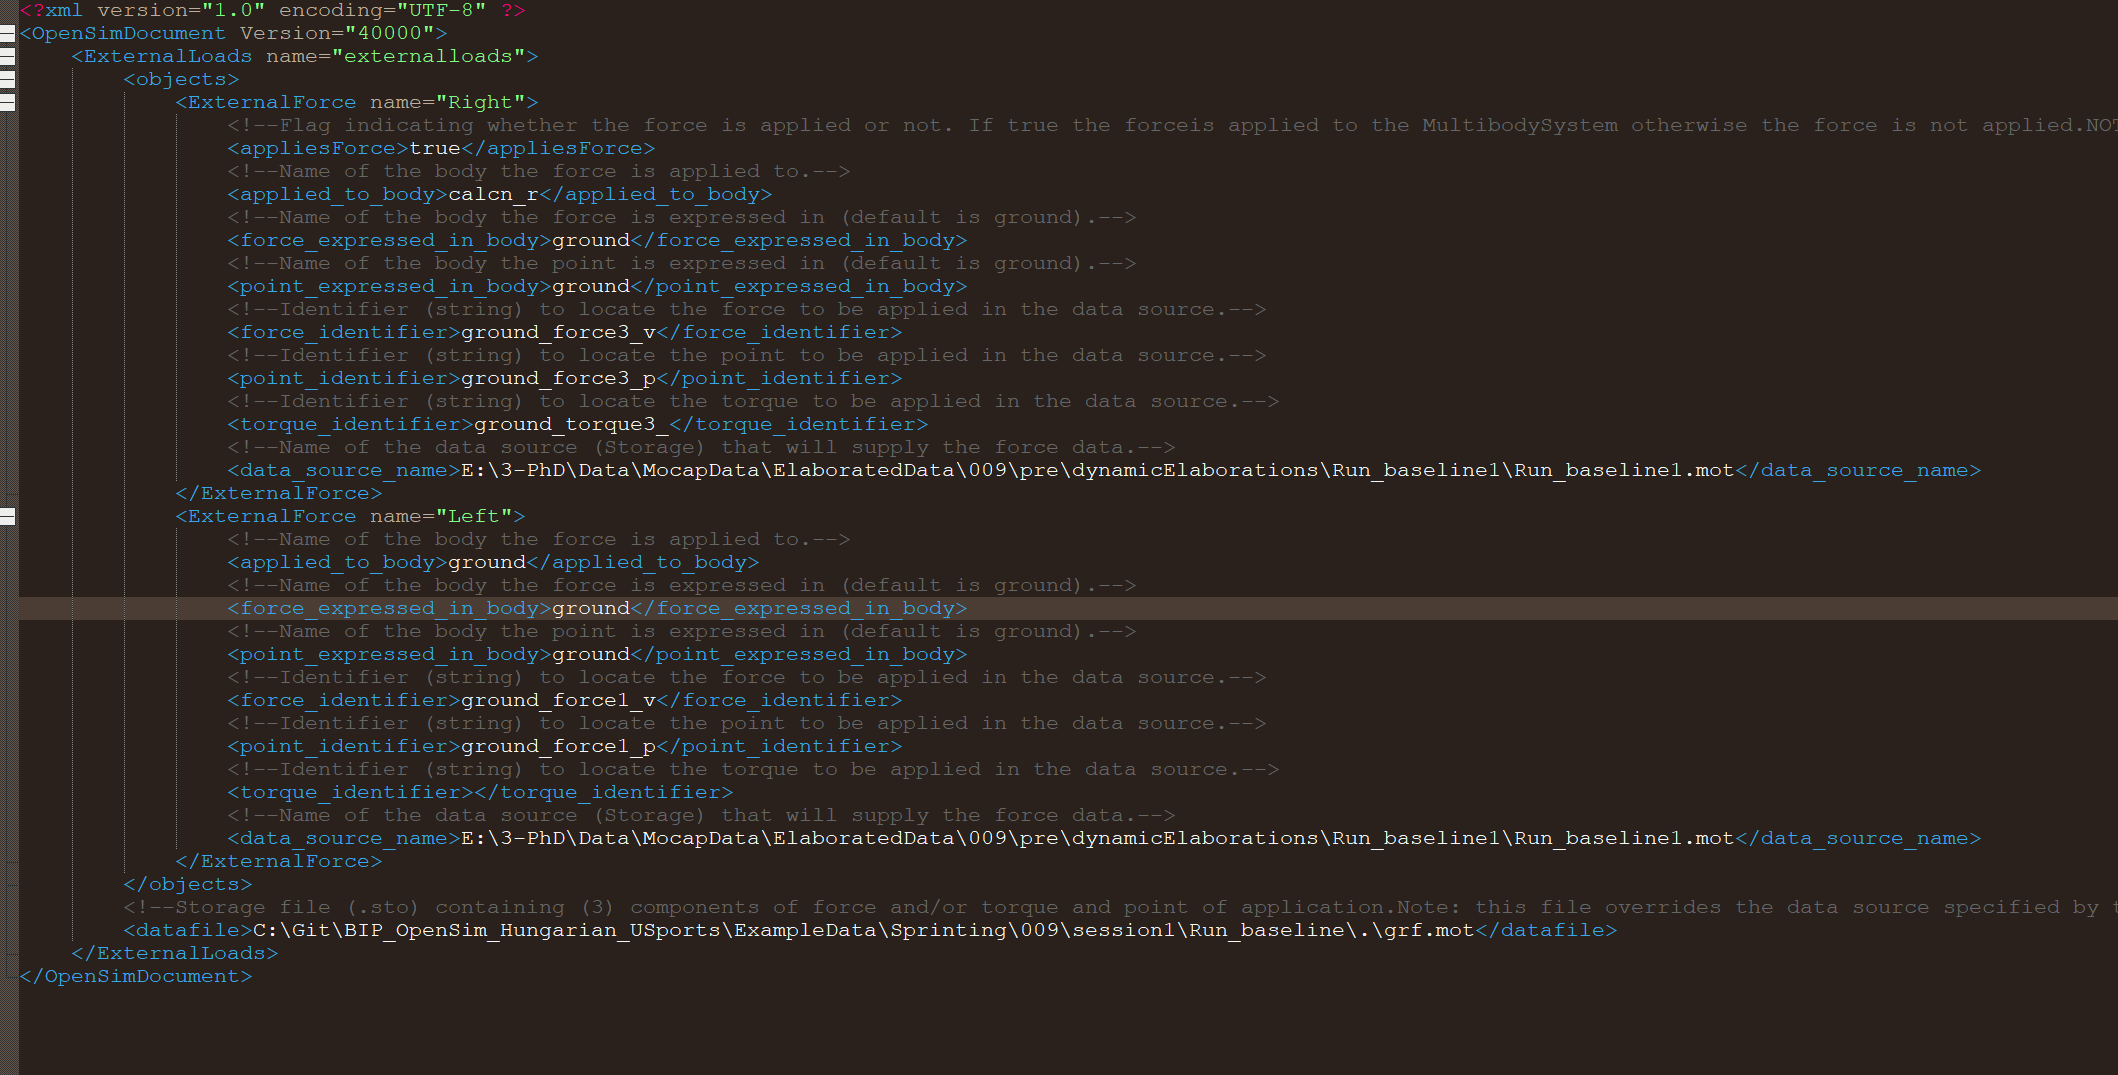 <?xml version="1.0" encoding="UTF-8" ?>
<OpenSimDocument Version="40000">
<ExternalLoads name="externalloads">
<objects>
<ExternalForce name="Right">
<!--Flag indicating whether the force is applied or not. If true the forceis applied to the MultibodySystem otherwise the force is not applied.NOT
<appliesForce>true</appliesForce>
<!--Name of the body the force is applied to.-->
<applied_to_body>calcn_r</applied_to_body>
<!--Name of the body the force is expressed in (default is ground).-->
<force_expressed_in_body>ground</force_expressed_in_body>
<!--Name of the body the point is expressed in (default is ground).-->
<point_expressed_in_body>ground</point_expressed_in_body>
<!--Identifier (string) to locate the force to be applied in the data source.-->
<force_identifier>ground_force3_v</force_identifier>
<!--Identifier (string) to locate the point to be applied in the data source.-->
<point_identifier>ground_force3_p</point_identifier>
<!--Identifier (string) to locate the torque to be applied in the data source.-->
<torque_identifier>ground_torque3_</torque_identifier>
<!--Name of the data source (Storage) that will supply the force data.-->
<data_source_name>E:\3-PhD\Data\MocapData\ElaboratedData\009\pre\dynamicElaborations\Run_baseline1\Run_baseline1.mot</data_source_name>
</ExternalForce>
<ExternalForce name="Left">
<!--Name of the body the force is applied to.-->
<applied_to_body>ground</applied_to_body>
<!--Name of the body the force is expressed in (default is ground).-->
<force_expressed_in_body>ground</force_expressed_in_body>
<!--Name of the body the point is expressed in (default is ground).-->
<point_expressed_in_body>ground</point_expressed_in_body>
<!--Identifier (string) to locate the force to be applied in the data source.-->
<force_identifier>ground_force1_v</force_identifier>
<!--Identifier (string) to locate the point to be applied in the data source.-->
<point_identifier>ground_force1_p</point_identifier>
<!--Identifier (string) to locate the torque to be applied in the data source.-->
<torque_identifier></torque_identifier>
<!--Name of the data source (Storage) that will supply the force data.-->
<data_source_name>E:\3-PhD\Data\MocapData\ElaboratedData\009\pre\dynamicElaborations\Run_baseline1\Run_baseline1.mot</data_source_name>
</ExternalForce>
</objects>
<!--Storage file (.sto) containing (3) components of force and/or torque and point of application.Note: this file overrides the data source specified by t
<datafile>C:\Git\BIP_OpenSim_Hungarian_USports\ExampleData\Sprinting\009\session1\Run_baseline\.\grf.mot</datafile>
</ExternalLoads>
</OpenSimDocument>